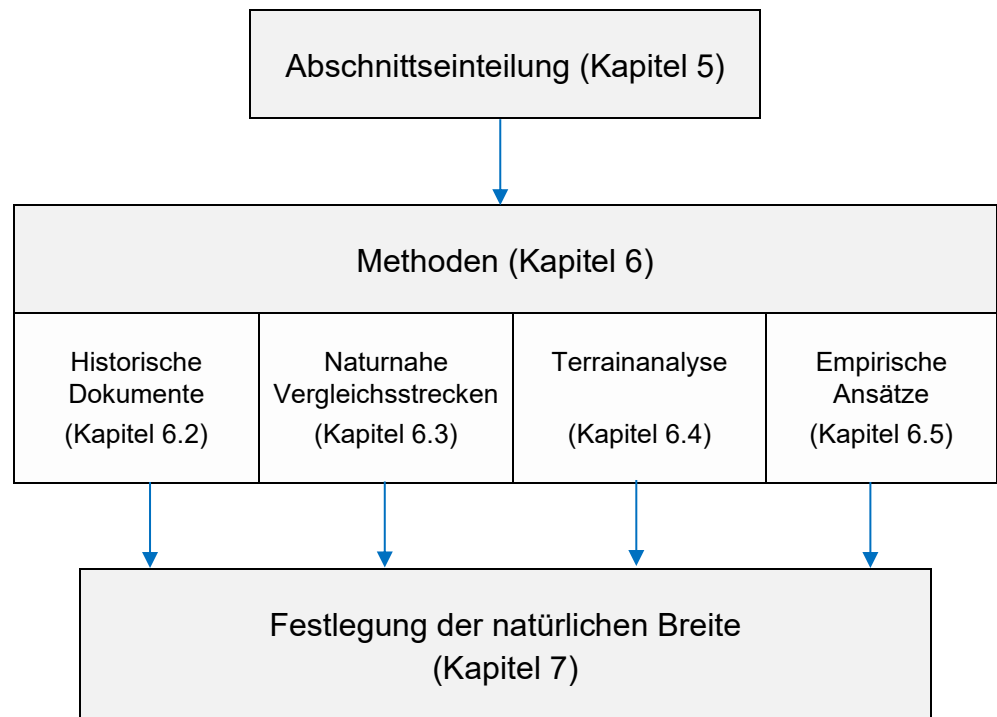 Abschnittseinteilung (Kapitel 5)
Methoden (Kapitel 6)
Historische
Dokumente
(Kapitel 6.2)
Naturnahe
Vergleichsstrecken
(Kapitel 6.3)
Terrainanalyse
(Kapitel 6.4)
Empirische
Ansätze
(Kapitel 6.5)
Festlegung der natürlichen Breite
(Kapitel 7)